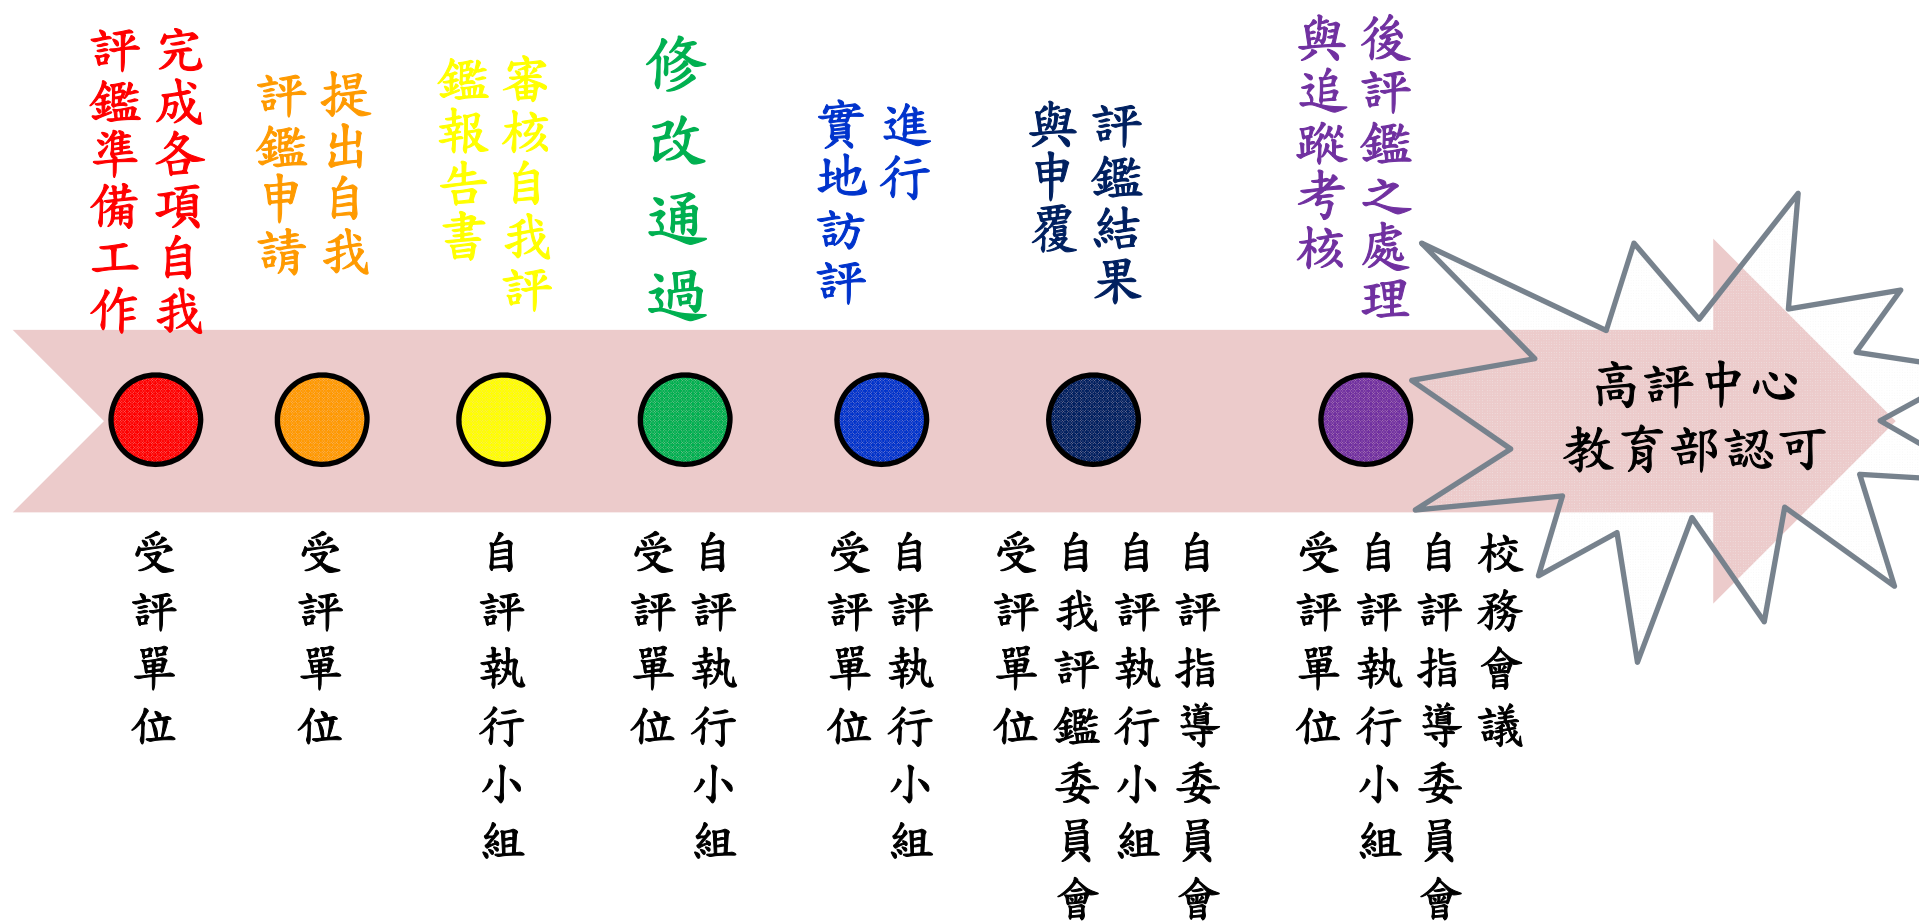 完成各項自我
評鑑準備工作
提出自我
評鑑申請
審核自我評
鑑報告書
修改通過
進行
實地訪評
評鑑結果
與申覆
後評鑑之處理
與追蹤考核
高評中心
教育部認可
受評單位
受評單位
自評執行小組
自評執行小組
受評單位
自評執行小組
受評單位
自評指導委員會
自評執行小組
自我評鑑委員會
受評單位
校務會議
自評指導委員會
自評執行小組
受評單位